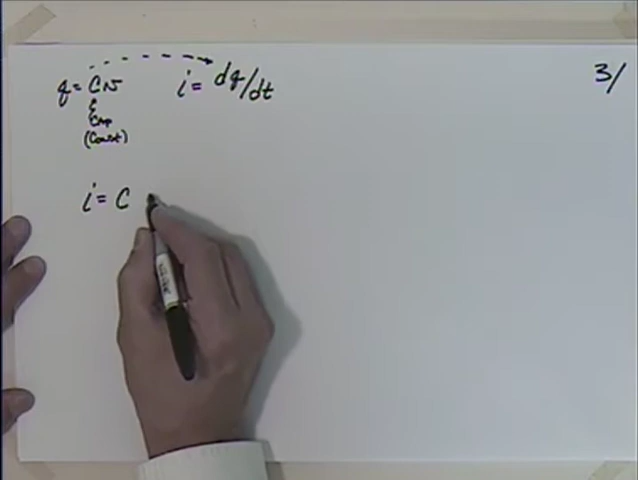 q = Cv i = dq/dt 3/
Cap
(Const)
i = C